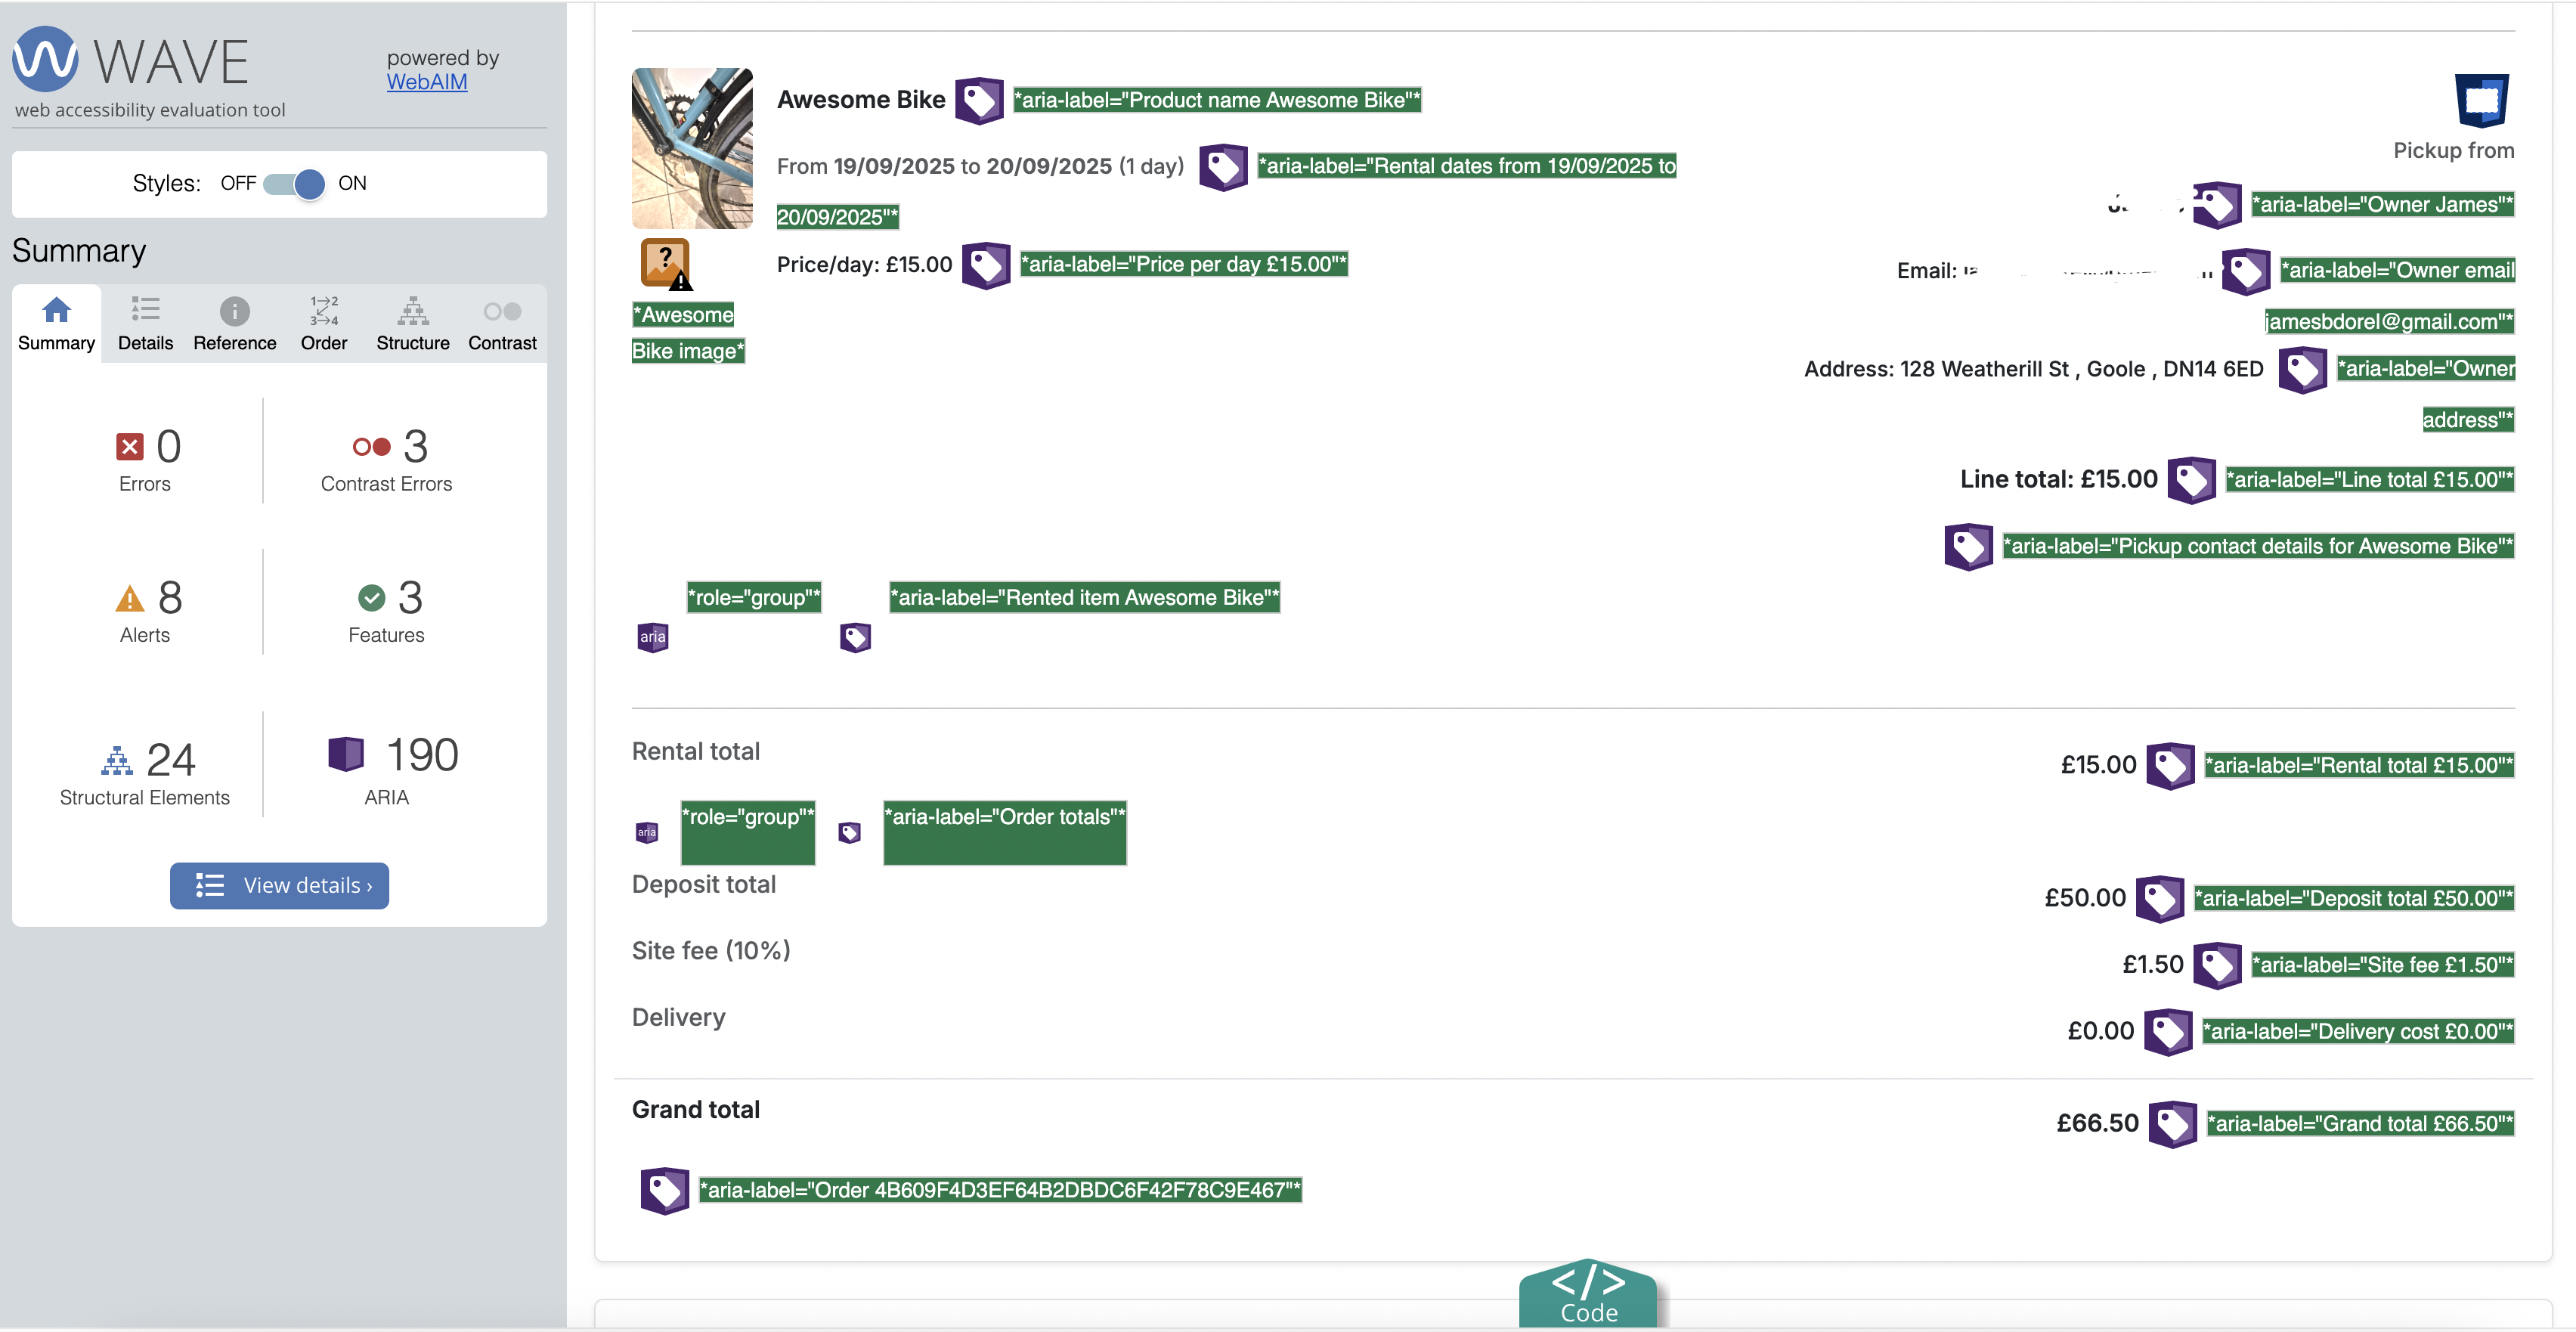 WAVE
powered by
WebAIM
web accessibility evaluation tool
Styles: OFF ON
Summary
Summary
Details
Reference
1→2
3→4
Order
Structure
Contrast
0
Errors
3
Contrast Errors
8
Alerts
3
Features
24
Structural Elements
190
ARIA
View details ›
Awesome Bike *aria-label="Product name Awesome Bike"*
From 19/09/2025 to 20/09/2025 (1 day) *aria-label="Rental dates from 19/09/2025 to
20/09/2025"*
Price/day: £15.00 *aria-label="Price per day £15.00"*
?
!
*Awesome
Bike image*
Pickup from
*aria-label="Owner James"*
Email: *aria-label="Owner email
jamesbdorel@gmail.com"*
Address: 128 Weatherill St , Goole , DN14 6ED *aria-label="Owner
address"*
Line total: £15.00 *aria-label="Line total £15.00"*
*aria-label="Pickup contact details for Awesome Bike"*
aria *role="group"* *aria-label="Rented item Awesome Bike"*
Rental total £15.00 *aria-label="Rental total £15.00"*
aria *role="group"* *aria-label="Order totals"*
Deposit total £50.00 *aria-label="Deposit total £50.00"*
Site fee (10%) £1.50 *aria-label="Site fee £1.50"*
Delivery £0.00 *aria-label="Delivery cost £0.00"*
Grand total £66.50 *aria-label="Grand total £66.50"*
*aria-label="Order 4B609F4D3EF64B2DBDC6F42F78C9E467"*
</>
Code